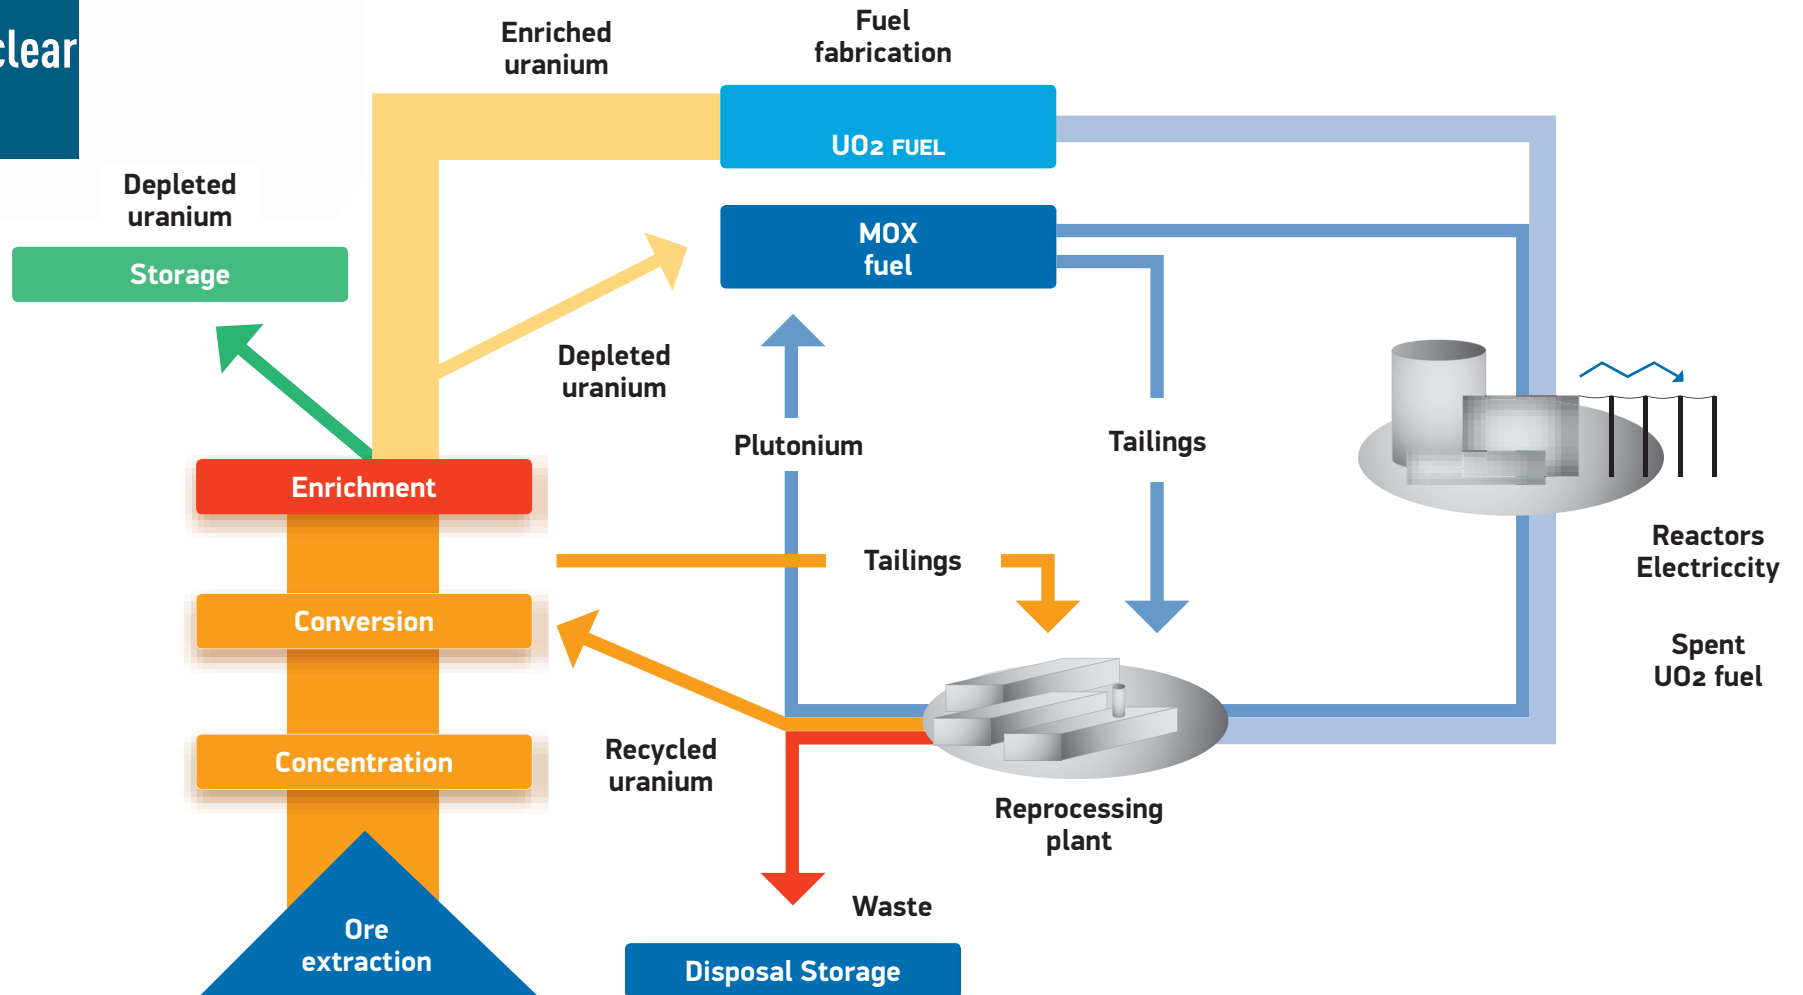 clear
Enriched
uranium
Fuel
fabrication
UO2 FUEL
Depleted
uranium
Storage
MOX
fuel
Depleted
uranium
Plutonium
Tailings
Enrichment
Tailings
Reactors
Electriccity
Conversion
Spent
UO2 fuel
Concentration
Recycled
uranium
Reprocessing
plant
Waste
Ore
extraction
Disposal Storage